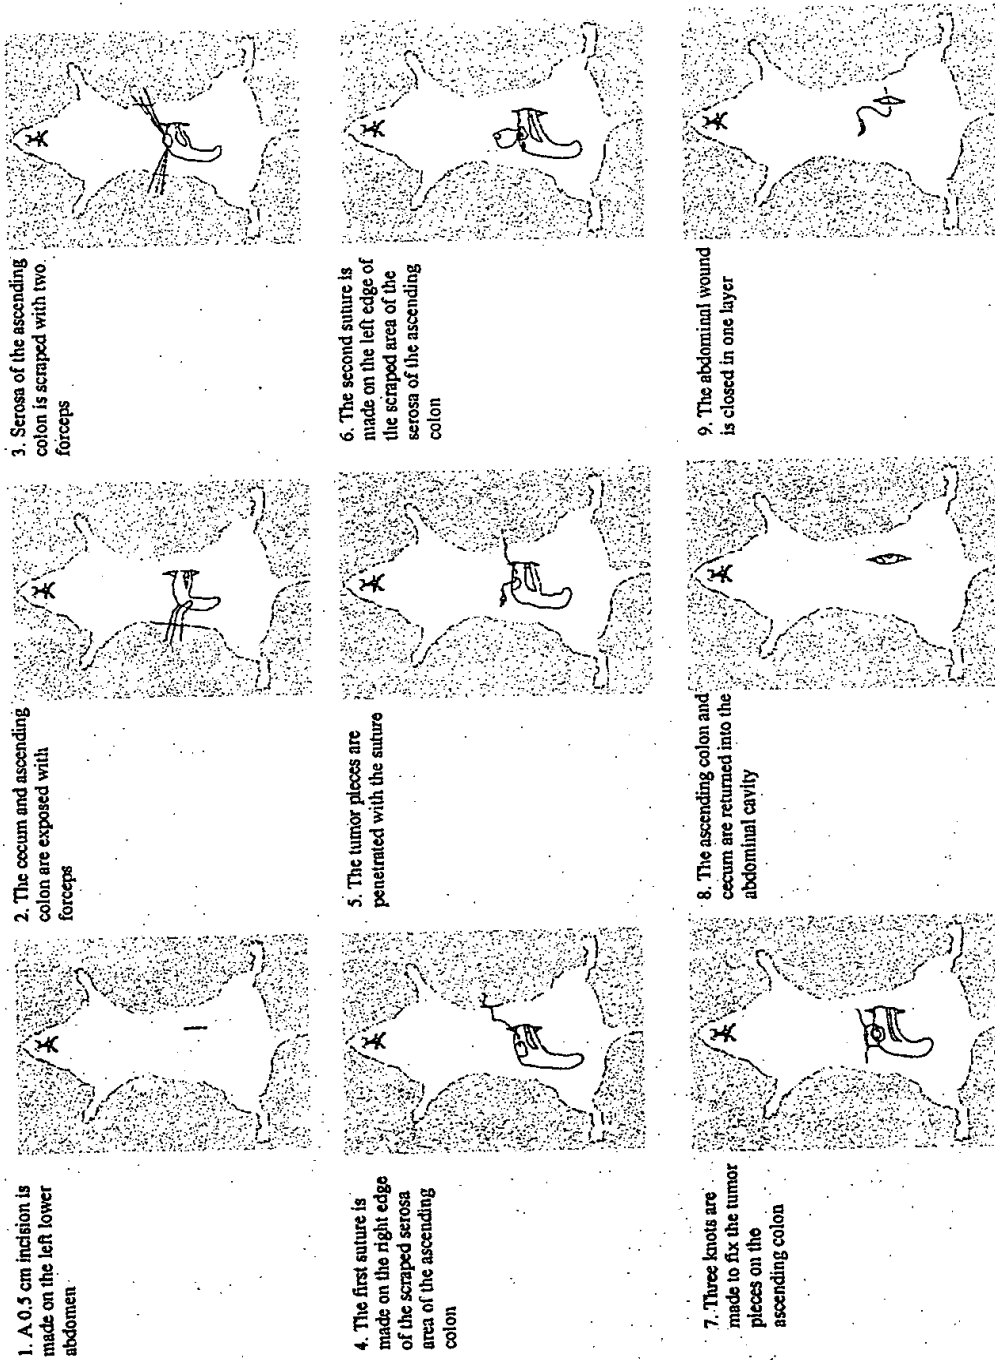 1. A 0.5 cm incision is
made on the left lower
abdomen
2. The cecum and ascending
colon are exposed with
forceps
3. Serosa of the ascending
colon is scraped with two
forceps
4. The first suture is
made on the right edge
of the scraped serosa
area of the ascending
colon
5. The tumor pieces are
penetrated with the suture
6. The second suture is
made on the left edge of
the scraped area of the
serosa of the ascending
colon
7. Three knots are
made to fix the tumor
pieces on the
ascending colon
8. The ascending colon and
cecum are returned into the
abdominal cavity
9. The abdominal wound
is closed in one layer